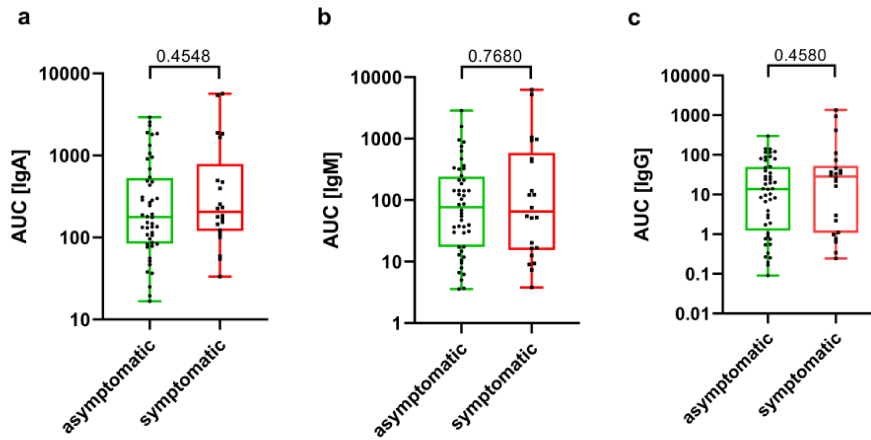 a
0.4548
10000
1000
100
10
AUC [IgA]
asymptomatic
symptomatic
b
0.7680
10000
1000
100
10
1
AUC [IgM]
asymptomatic
symptomatic
c
0.4580
10000
1000
100
10
1
0.1
0.01
AUC [IgG]
asymptomatic
symptomatic